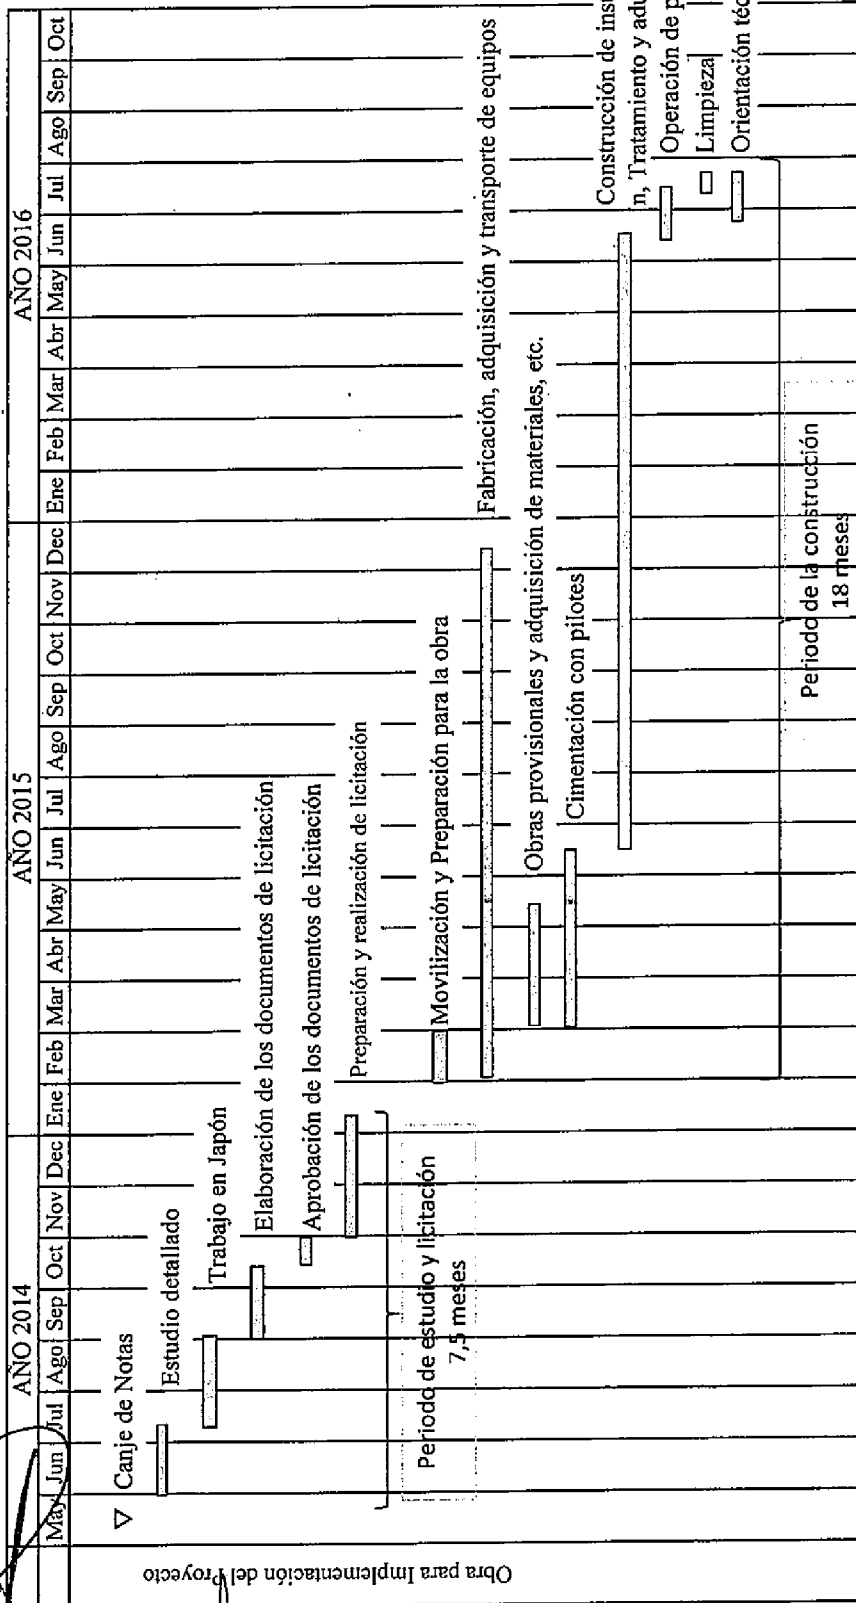 AÑO 2014 AÑO 2015 AÑO 2016
May Jun Jul Ago Sep Oct Nov Dec Ene Feb Mar Abr May Jun Jul Ago Sep Oct Nov Dec Ene Feb Mar Abr May Jun Jul Ago Sep Oct
Obra para Implementación del Proyecto
Canje de Notas
Estudio detallado
Trabajo en Japón
Elaboración de los documentos de licitación
Aprobación de los documentos de licitación
Preparación y realización de licitación
Periodo de estudio y licitación
7,5 meses
Movilización y Preparación para la obra
Fabricación, adquisición y transporte de equipos
Obras provisionales y adquisición de materiales, etc.
Cimentación con pilotes
Construcción de ins
n, Tratamiento y adu
Operación de p
Limpieza
Orientación téc
Periodo de la construcción
18 meses